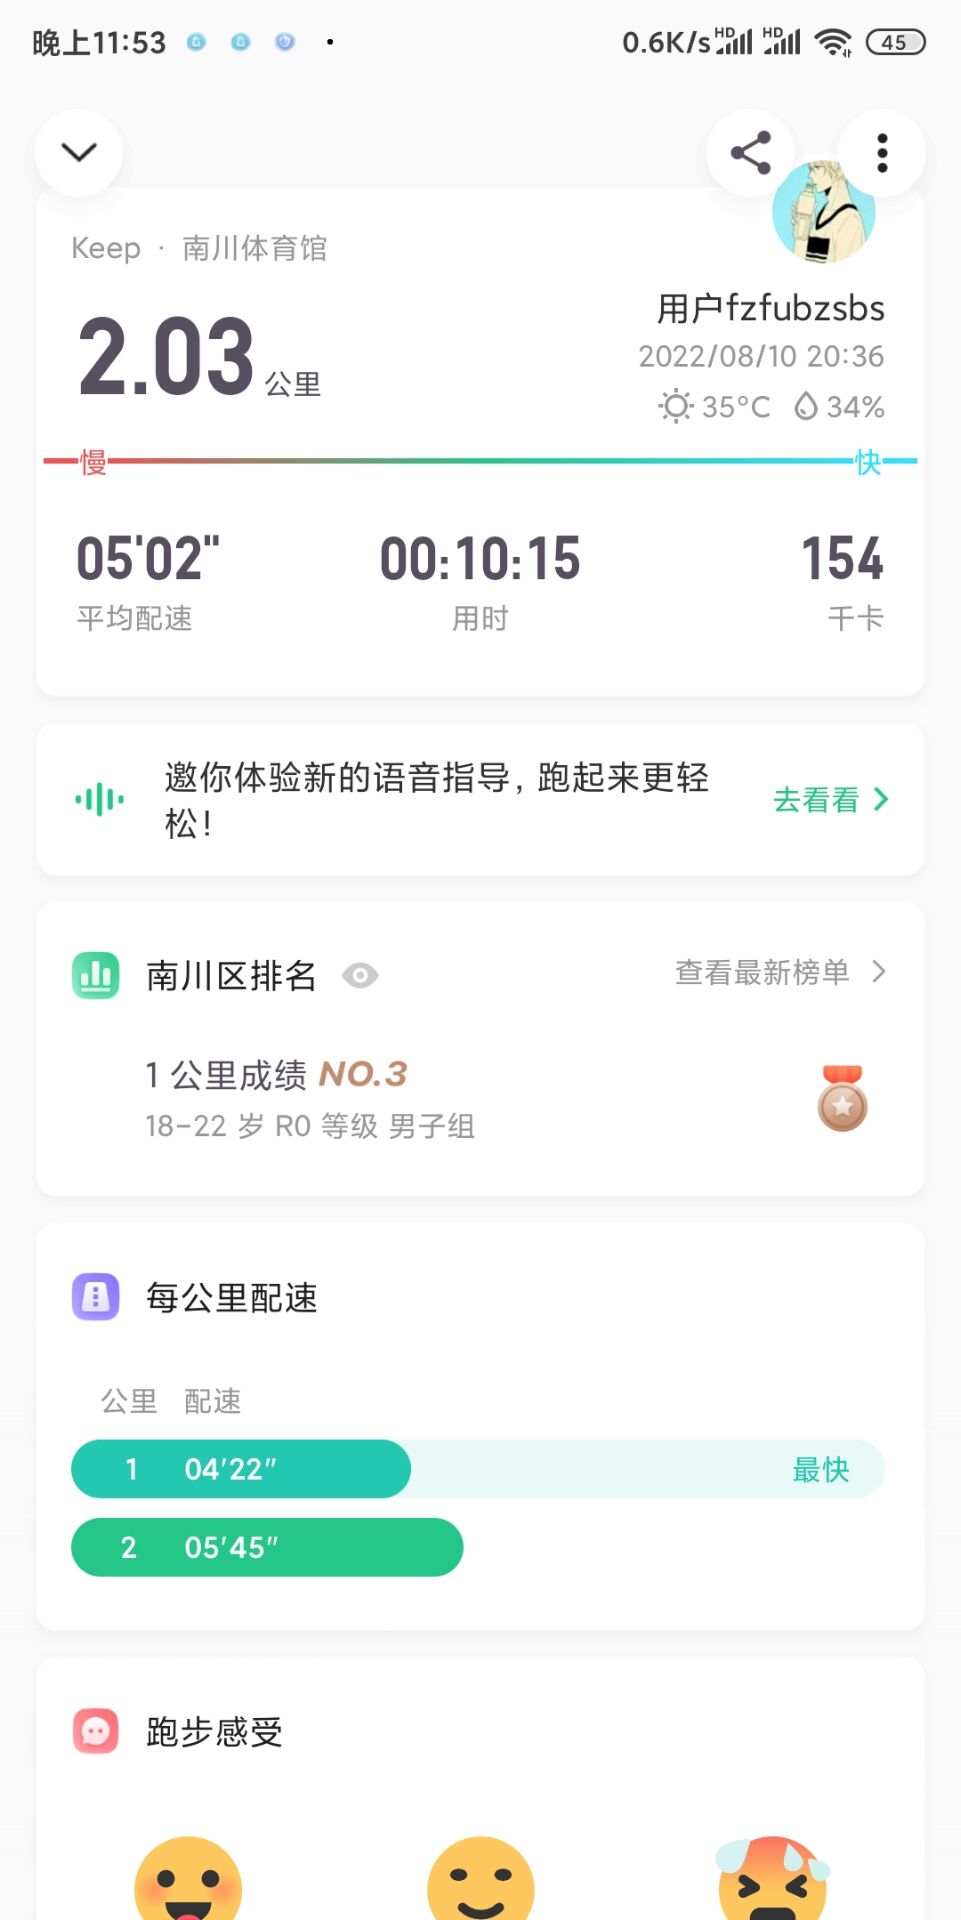 晚上11:53
0.6K/s HD HD 45
Keep · 南川体育馆
用户fzfubzsbs
2.03 公里
2022/08/10 20:36
35°C 34%
慢 快
05'02" 00:10:15 154
平均配速 用时 千卡
邀你体验新的语音指导，跑起来更轻
松！
去看看
南川区排名
查看最新榜单
1 公里成绩 NO.3
18-22 岁 R0 等级 男子组
每公里配速
公里 配速
1 04'22" 最快
2 05'45"
跑步感受